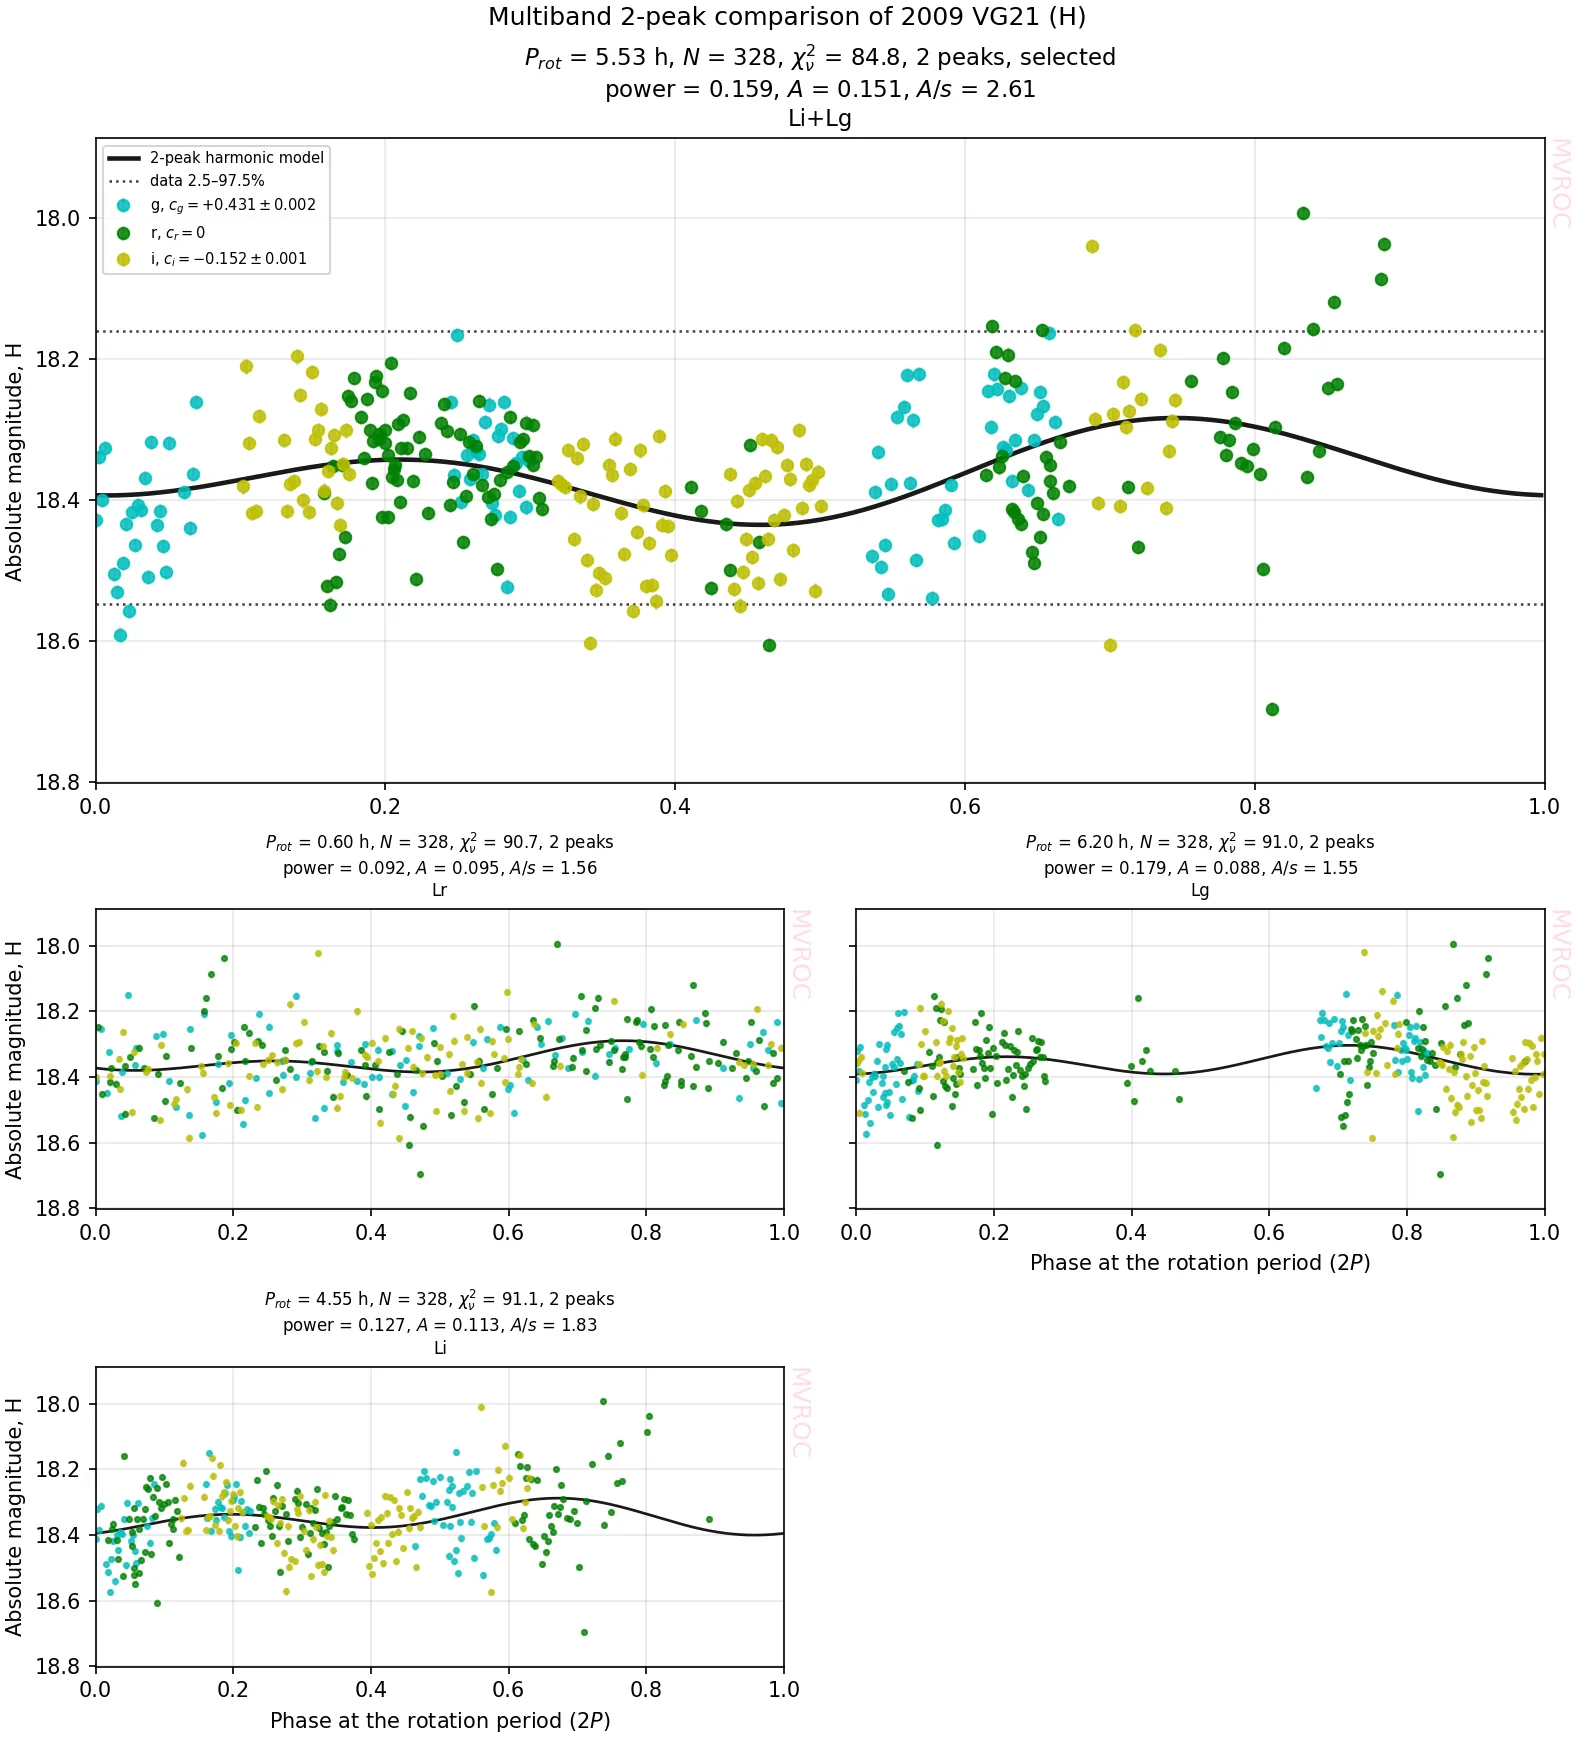 Multiband 2-peak comparison of 2009 VG21 (H)
P_rot = 5.53 h, N = 328, χ²_ν = 84.8, 2 peaks, selected
power = 0.159, A = 0.151, A/s = 2.61
Li+Lg
2-peak harmonic model
data 2.5–97.5%
g, c_g = +0.431 ± 0.002
r, c_r = 0
i, c_i = −0.152 ± 0.001
MVROC
Absolute magnitude, H
18.0
18.2
18.4
18.6
18.8
0.0 0.2 0.4 0.6 0.8 1.0
P_rot = 0.60 h, N = 328, χ²_ν = 90.7, 2 peaks
power = 0.092, A = 0.095, A/s = 1.56
Lr
MVROC
Absolute magnitude, H
18.0
18.2
18.4
18.6
18.8
0.0 0.2 0.4 0.6 0.8 1.0
P_rot = 6.20 h, N = 328, χ²_ν = 91.0, 2 peaks
power = 0.179, A = 0.088, A/s = 1.55
Lg
MVROC
0.0 0.2 0.4 0.6 0.8 1.0
Phase at the rotation period (2P)
P_rot = 4.55 h, N = 328, χ²_ν = 91.1, 2 peaks
power = 0.127, A = 0.113, A/s = 1.83
Li
MVROC
Absolute magnitude, H
18.0
18.2
18.4
18.6
18.8
0.0 0.2 0.4 0.6 0.8 1.0
Phase at the rotation period (2P)